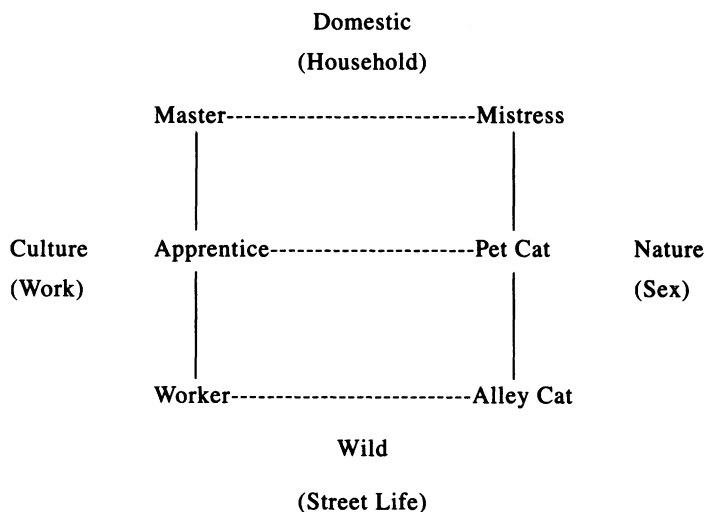 Domestic
(Household)
Master Mistress
Culture Apprentice Pet Cat Nature
(Work) (Sex)
Worker Alley Cat
Wild
(Street Life)